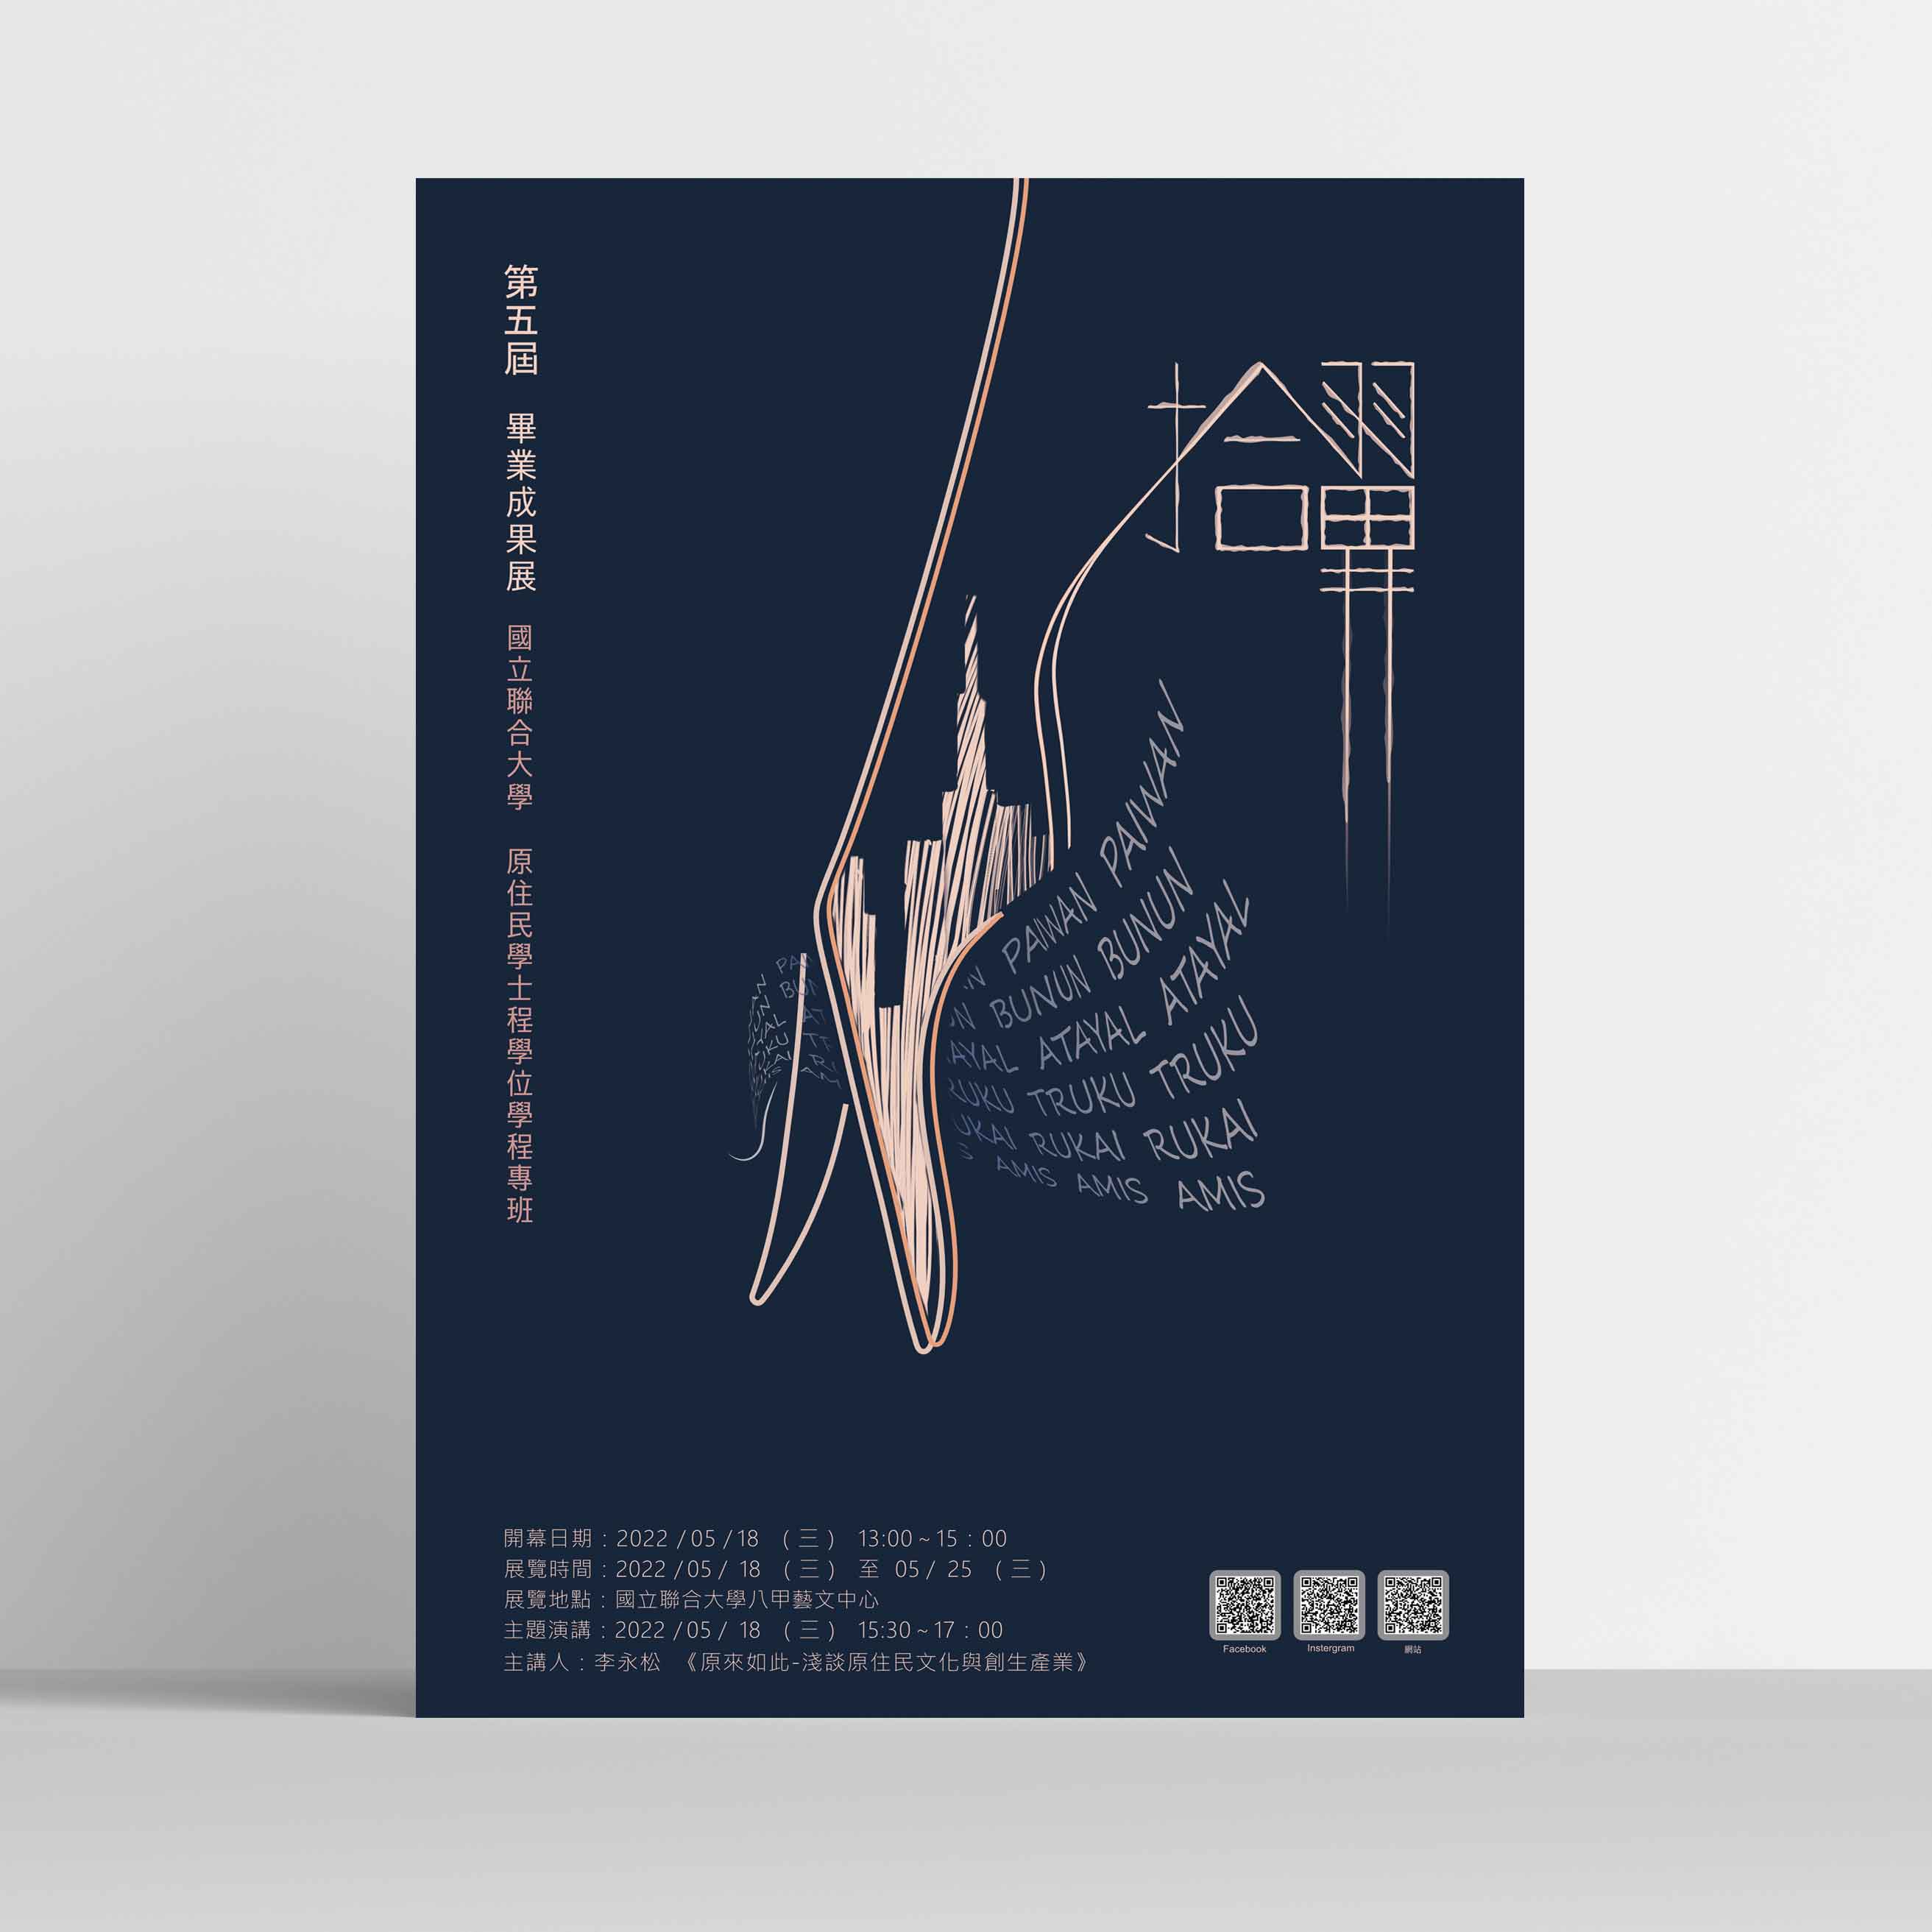 第五屆 畢業成果展
國立聯合大學 原住民學士程學位學程專班
拾翼
PAIWAN PAIWAN
BUNUN BUNUN
AYAL ATAYAL ATAYAL
RUKU TRUKU TRUKU
UKAI RUKAI RUKAI
S AMIS AMIS AMIS
開幕日期：2022 /05 /18 (三) 13:00~15：00
展覽時間：2022 /05/ 18 (三) 至 05/ 25 (三)
展覽地點：國立聯合大學八甲藝文中心
主題演講：2022 /05/ 18 (三) 15:30~17：00
主講人：李永松 《原來如此-淺談原住民文化與創生產業》
Facebook
Instergram
網站